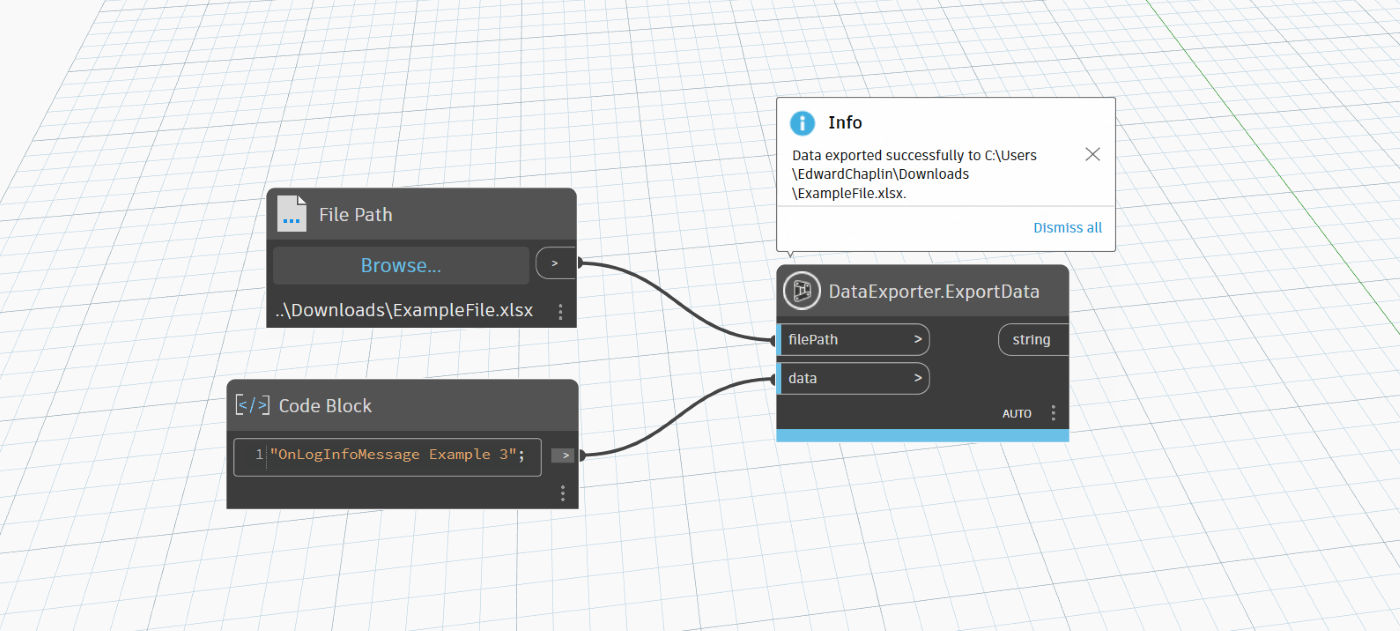 Info
Data exported successfully to C:\Users
\EdwardChaplin\Downloads
\ExampleFile.xlsx.
Dismiss all
File Path
Browse...
>
..\Downloads\ExampleFile.xlsx
DataExporter.ExportData
filePath >
string
data >
AUTO
</> Code Block
1 "OnLogInfoMessage Example 3";
>